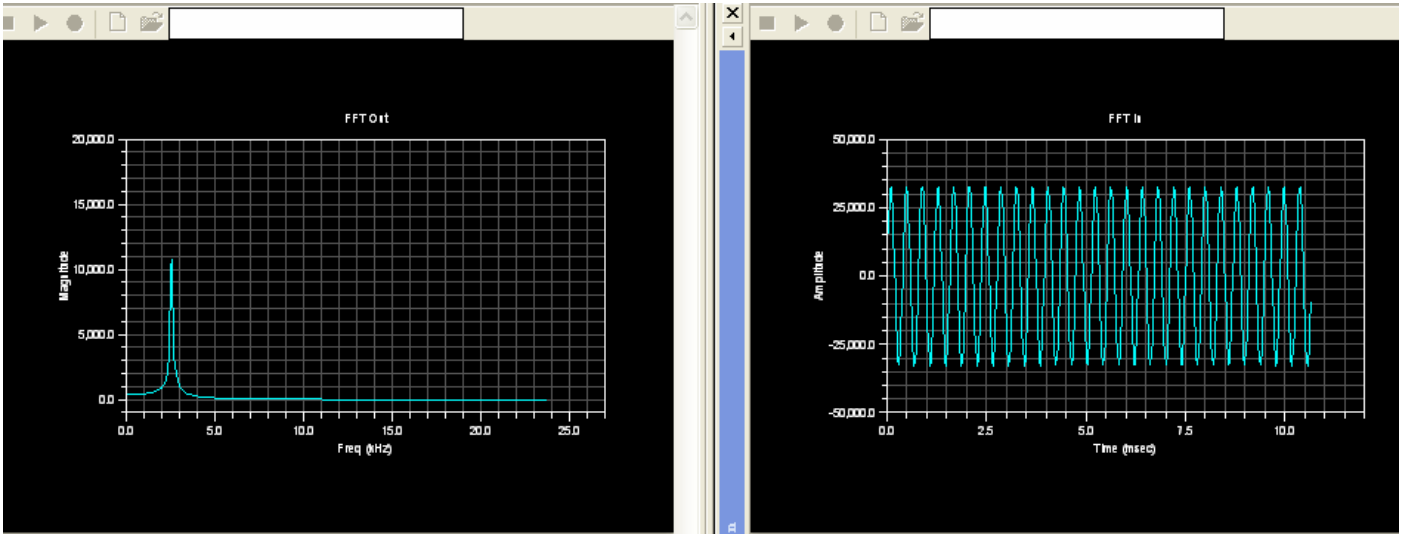 FFT Out
20,000.0
15,000.0
10,000.0
5,000.0
0.0
Magnitude
0.0 5.0 10.0 15.0 20.0 25.0
Freq (kHz)
n
FFT In
50,000.0
25,000.0
0.0
-25,000.0
-50,000.0
Amplitude
0.0 2.5 5.0 7.5 10.0
Time (msec)